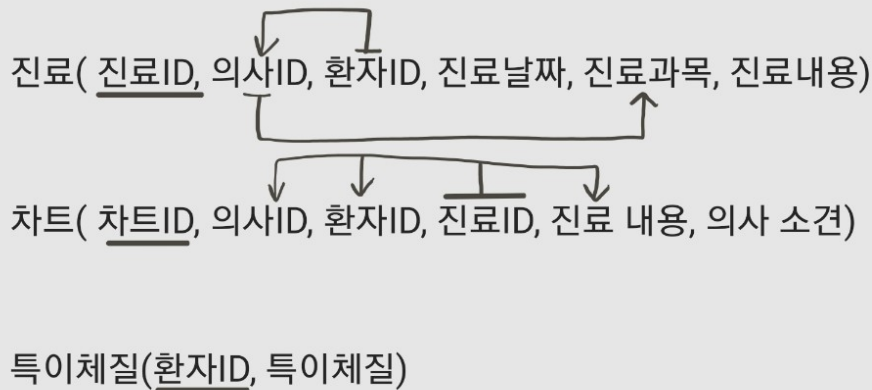 진료( 진료ID, 의사ID, 환자ID, 진료날짜, 진료과목, 진료내용)
차트( 차트ID, 의사ID, 환자ID, 진료ID, 진료 내용, 의사 소견)
특이체질(환자ID, 특이체질)